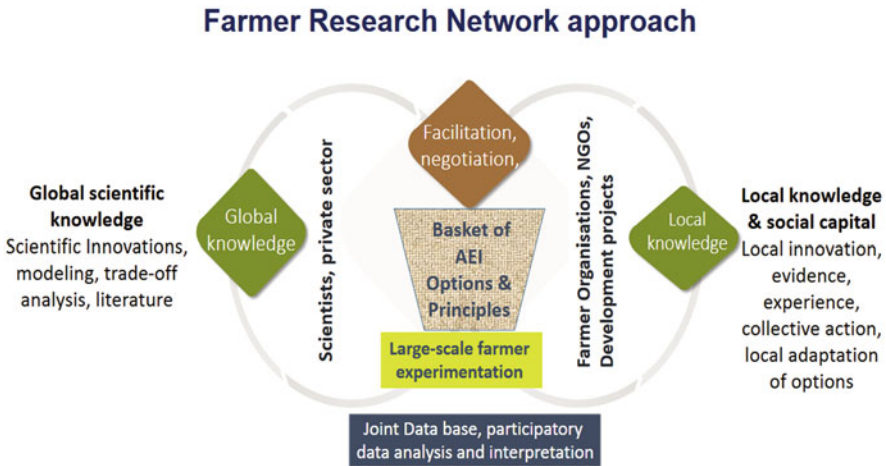 Farmer Research Network approach
Facilitation,
negotiation,
Global scientific
knowledge
Scientific Innovations,
modeling, trade-off
analysis, literature
Global
knowledge
Scientists, private sector
Basket of
AEI
Options &
Principles
Large-scale farmer
experimentation
Farmer Organisations, NGOs,
Development projects
Local
knowledge
Local knowledge
& social capital
Local innovation,
evidence,
experience,
collective action,
local adaptation
of options
Joint Data base, participatory
data analysis and interpretation